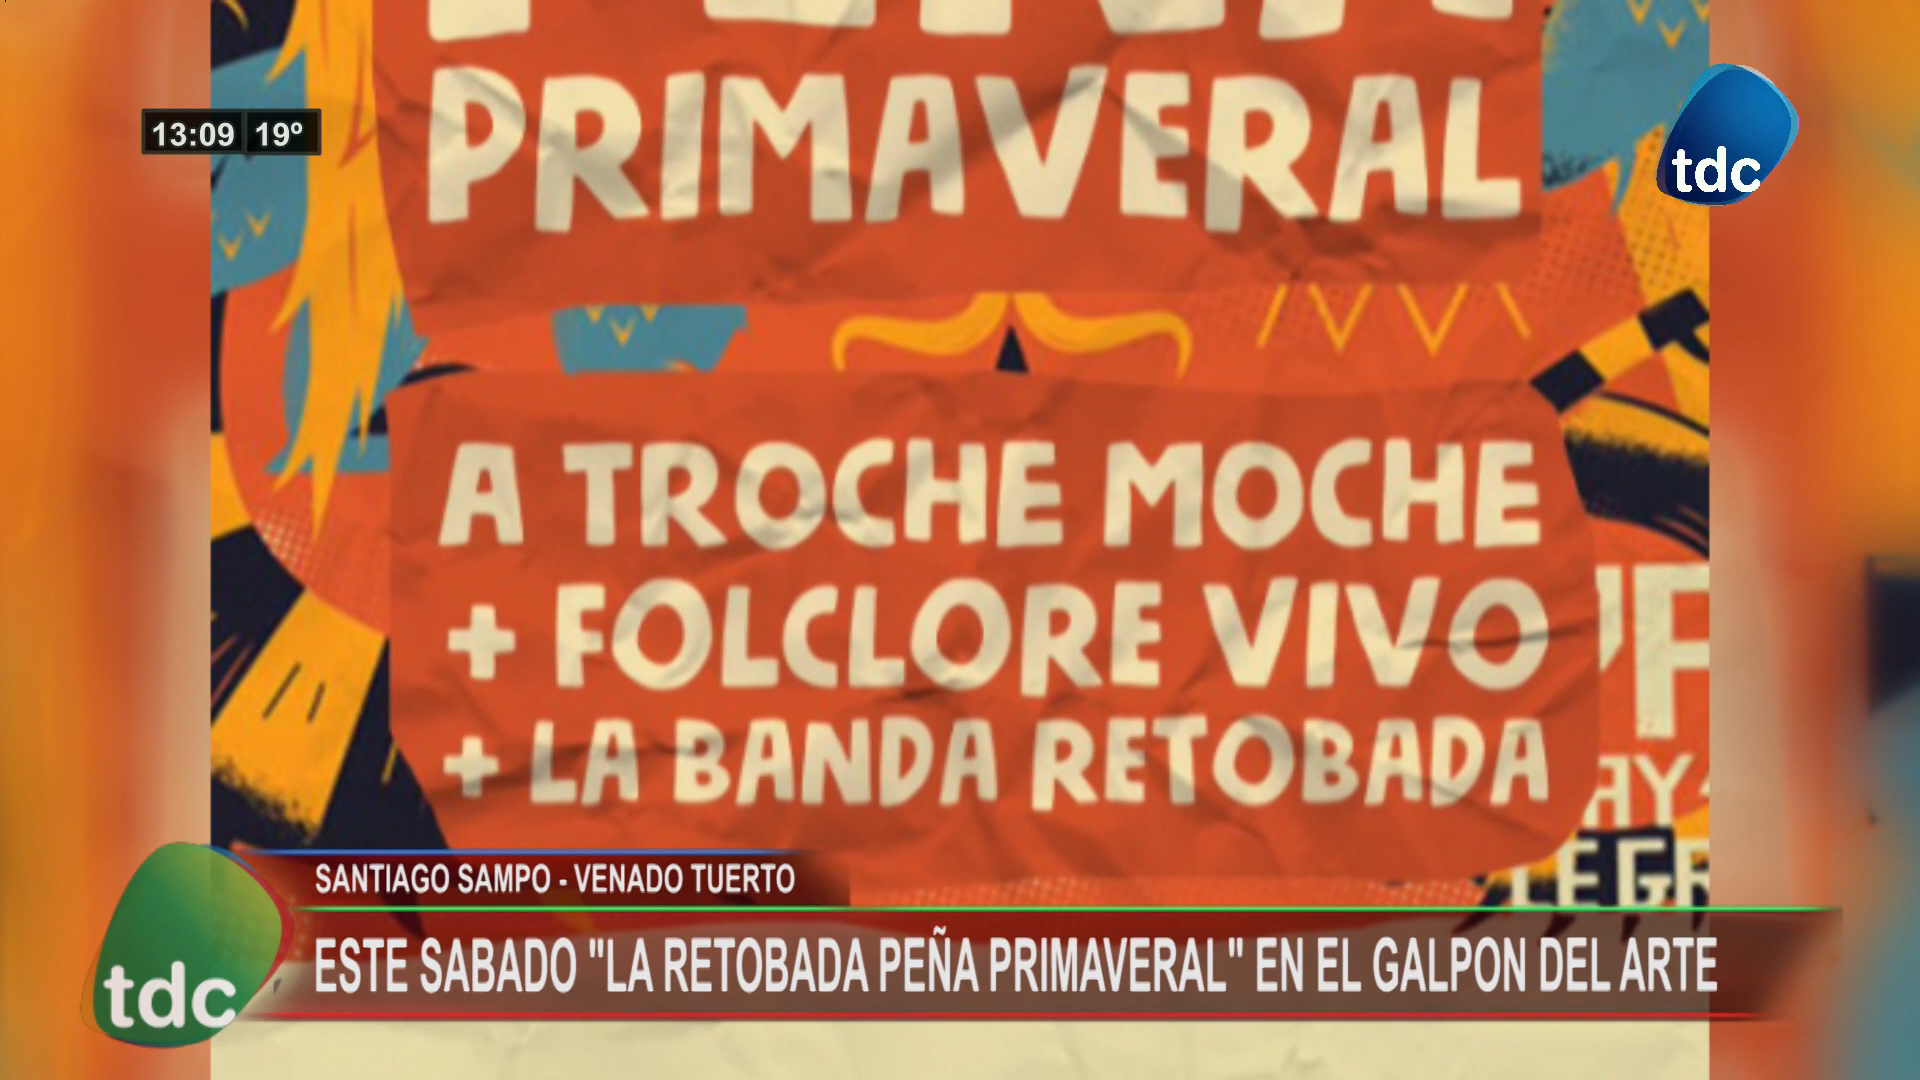 PRIMAVERAL
13:09 19º
tdc
A TROCHE MOCHE
+ FOLCLORE VIVO
+ LA BANDA RETOBADA
SANTIAGO SAMPO - VENADO TUERTO
ESTE SABADO "LA RETOBADA PEÑA PRIMAVERAL" EN EL GALPON DEL ARTE
tdc